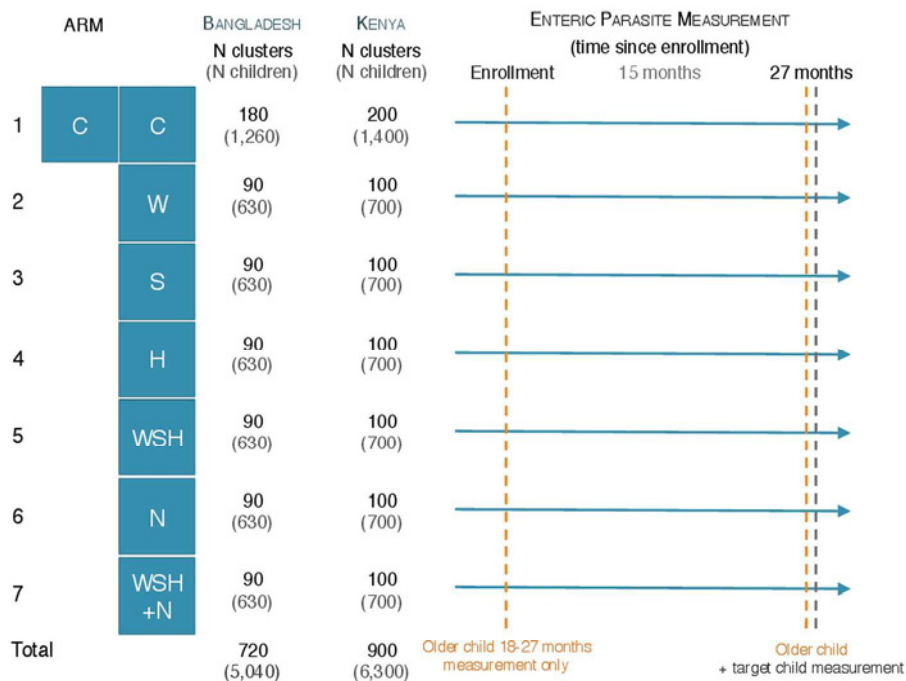 ARM
BANGLADESH
KENYA
ENTERIC PARASITE MEASUREMENT
N clusters
(N children)
N clusters
(N children)
(time since enrollment)
Enrollment
15 months
27 months
1
C
C
180
(1,260)
200
(1,400)
2
W
90
(630)
100
(700)
3
S
90
(630)
100
(700)
4
H
90
(630)
100
(700)
5
WSH
90
(630)
100
(700)
6
N
90
(630)
100
(700)
7
WSH
+N
90
(630)
100
(700)
Total
720
(5,040)
900
(6,300)
Older child 18-27 months
measurement only
Older child
+ target child measurement